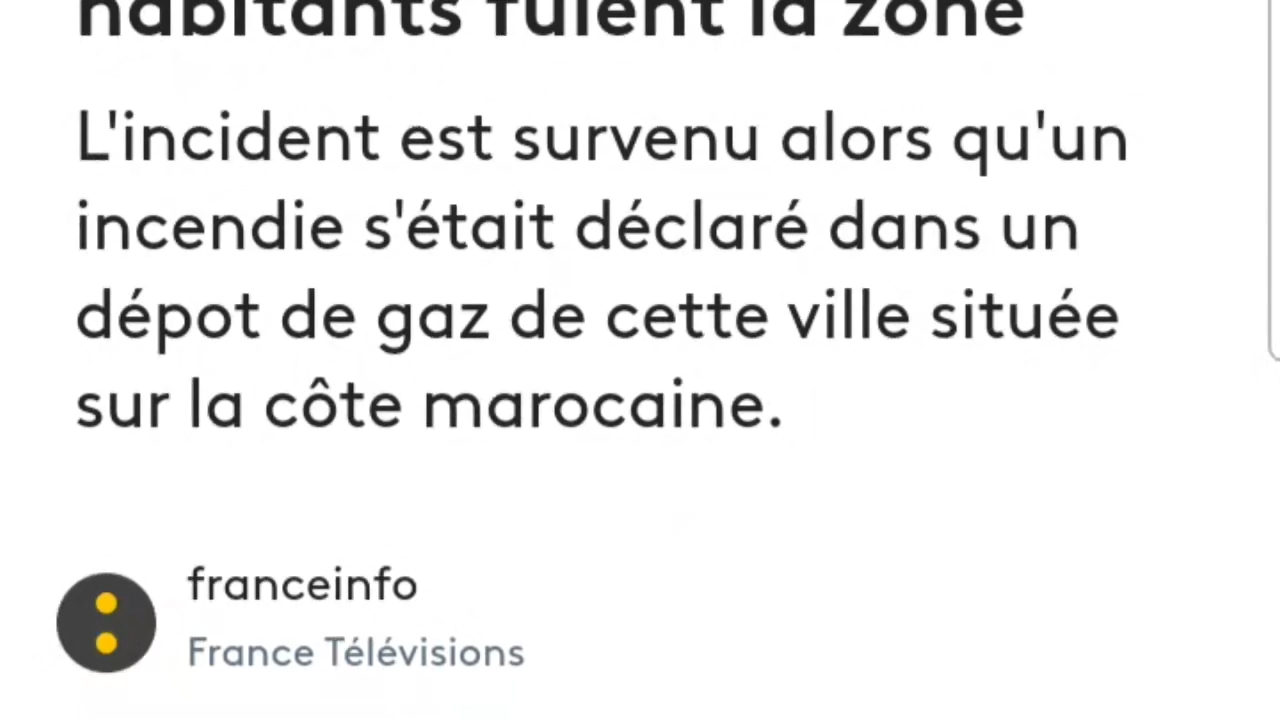 habitants fuient la zone
L'incident est survenu alors qu'un
incendie s'était déclaré dans un
dépot de gaz de cette ville située
sur la côte marocaine.
franceinfo
France Télévisions